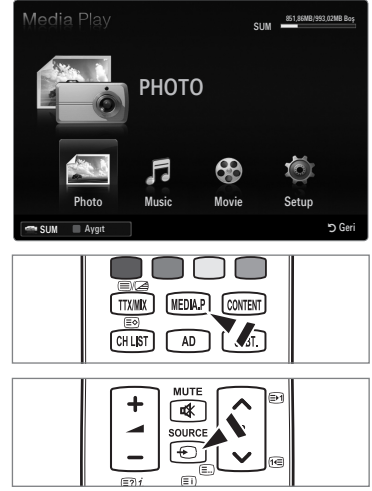 Media Play
SUM
851,86MB/993,02MB Boş
PHOTO
Photo Music Movie Setup
SUM Aygıt Geri
TTX/MIX MEDIA.P CONTENT
CH LIST AD
MUTE
SOURCE